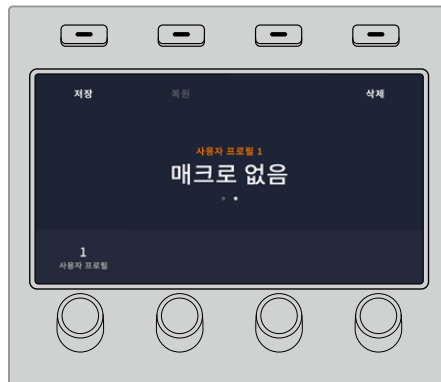 저장 복원 삭제
사용자 프로필 1
매크로 없음
1
사용자 프로필